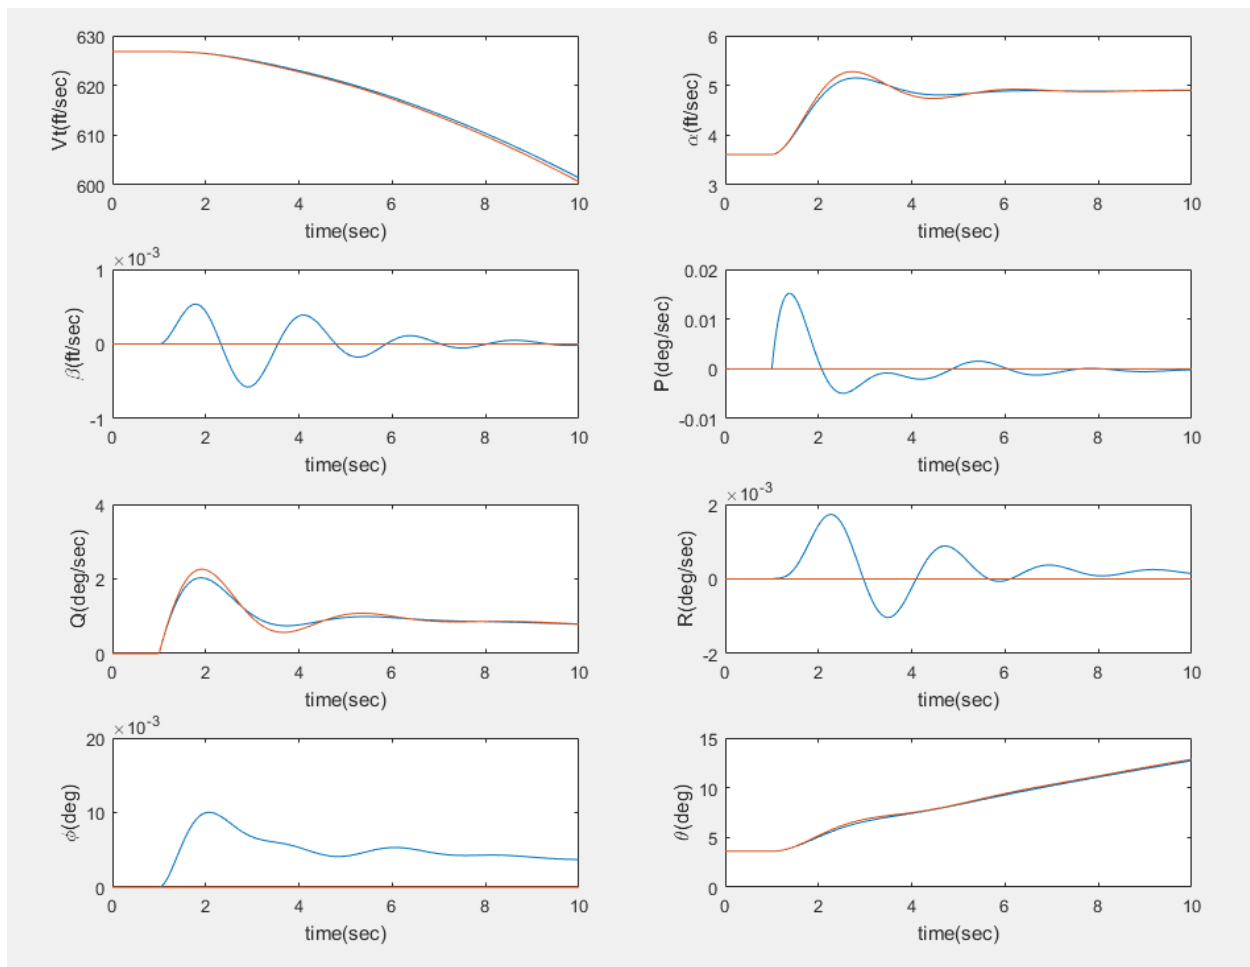 630
620
610
600
Vt(ft/sec)
0 2 4 6 8 10
time(sec)
6
5
4
3
α(ft/sec)
0 2 4 6 8 10
time(sec)
×10-3
1
0
-1
β(ft/sec)
0 2 4 6 8 10
time(sec)
0.02
0.01
0
-0.01
P(deg/sec)
0 2 4 6 8 10
time(sec)
4
2
0
Q(deg/sec)
0 2 4 6 8 10
time(sec)
×10-3
2
0
-2
R(deg/sec)
0 2 4 6 8 10
time(sec)
×10-3
20
10
0
ϕ(deg)
0 2 4 6 8 10
time(sec)
15
10
5
0
θ(deg)
0 2 4 6 8 10
time(sec)